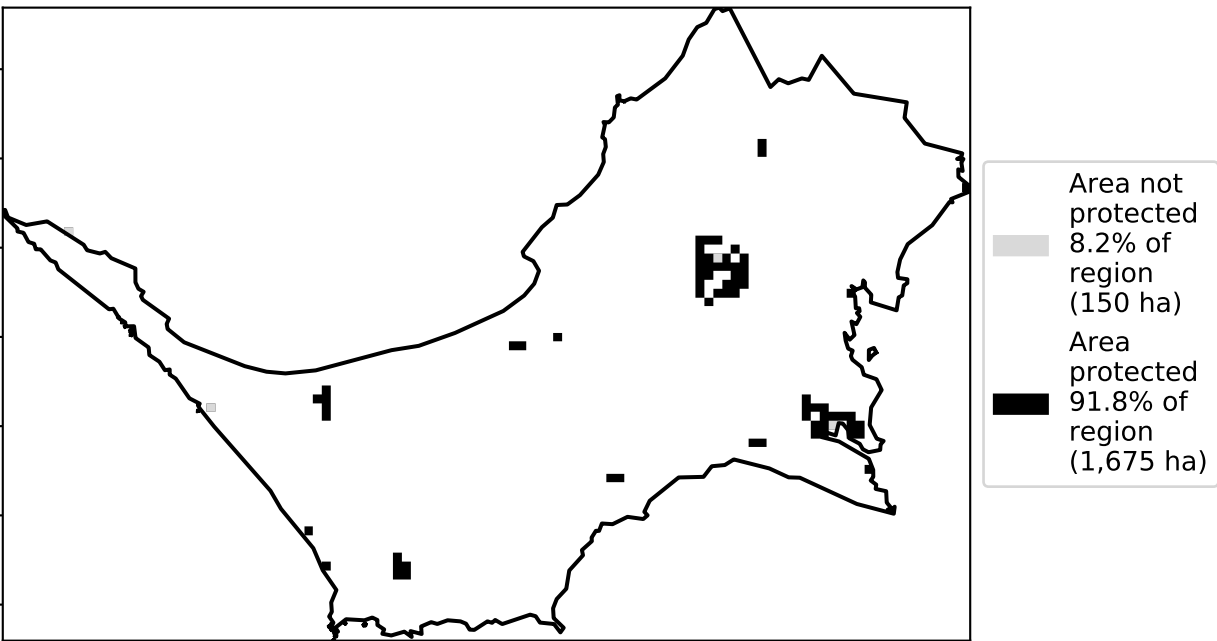 Area not
protected
8.2% of
region
(150 ha)
Area
protected
91.8% of
region
(1,675 ha)